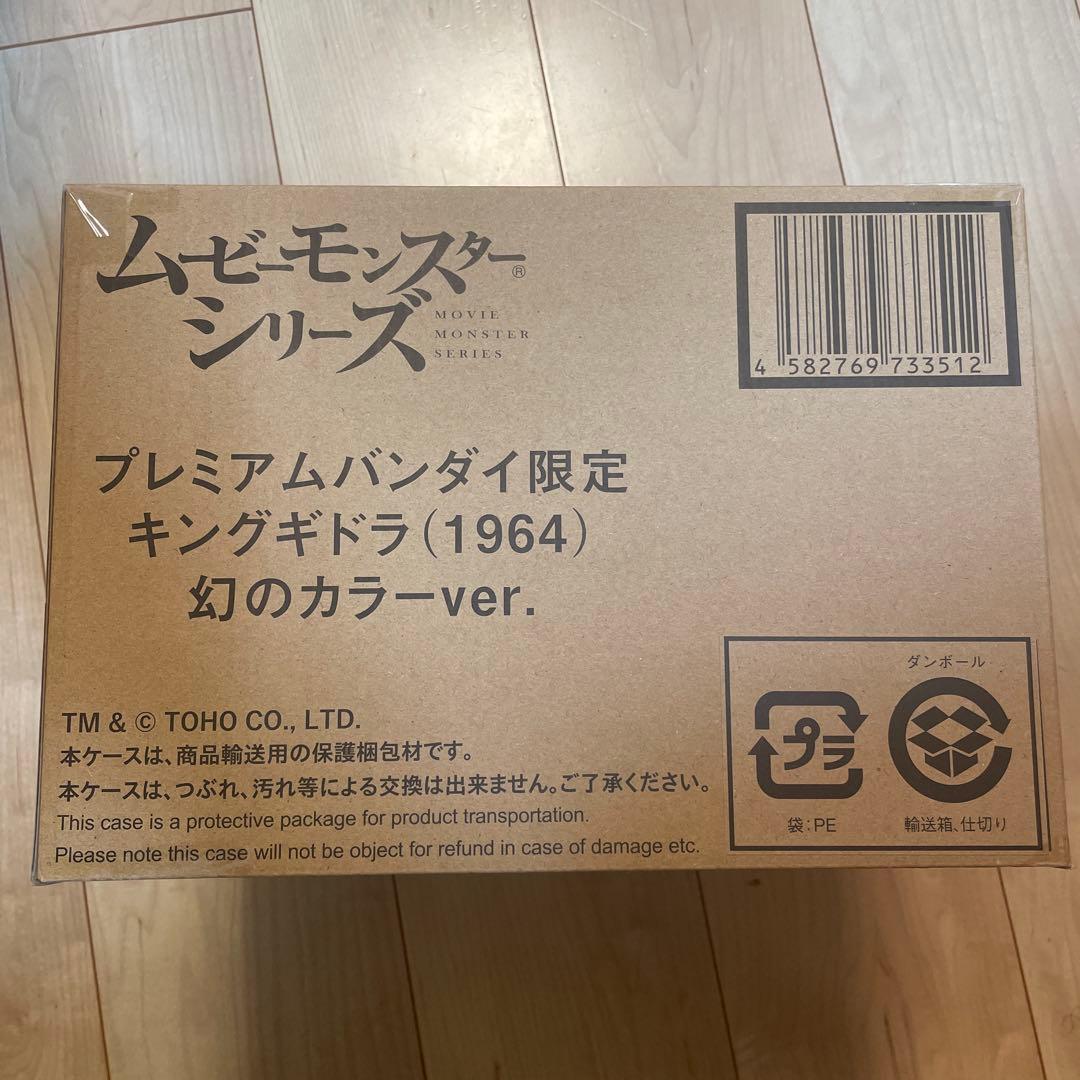 ムゼーモンスター®
シリーズ
MOVIE
MONSTER
SERIES
4 582769 733512
プレミアムバンダイ限定
キングギドラ(1964)
幻のカラーver.
TM & © TOHO CO., LTD.
本ケースは、商品輸送用の保護梱包材です。
本ケースは、つぶれ、汚れ等による交換は出来ません。ご了承ください。
This case is a protective package for product transportation.
Please note this case will not be object for refund in case of damage etc.
ダンボール
プラ
袋:PE
輸送箱、仕切り